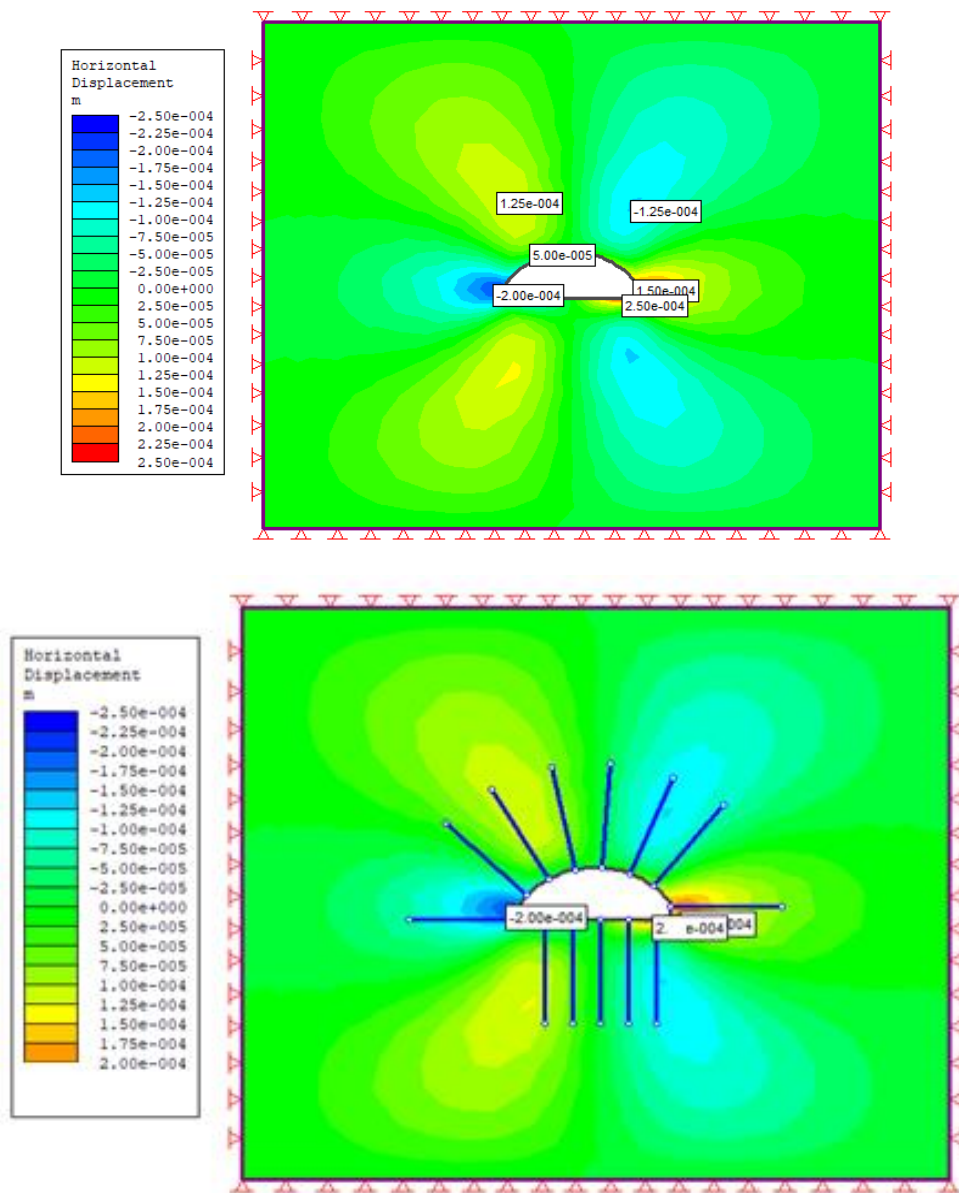 Horizontal
Displacement
m
-2.50e-004
-2.25e-004
-2.00e-004
-1.75e-004
-1.50e-004
-1.25e-004
-1.00e-004
-7.50e-005
-5.00e-005
-2.50e-005
0.00e+000
2.50e-005
5.00e-005
7.50e-005
1.00e-004
1.25e-004
1.50e-004
1.75e-004
2.00e-004
2.25e-004
2.50e-004
1.25e-004
-1.25e-004
5.00e-005
-2.00e-004
1.50e-004
2.50e-004
Horizontal
Displacement
m
-2.50e-004
-2.25e-004
-2.00e-004
-1.75e-004
-1.50e-004
-1.25e-004
-1.00e-004
-7.50e-005
-5.00e-005
-2.50e-005
0.00e+000
2.50e-005
5.00e-005
7.50e-005
1.00e-004
1.25e-004
1.50e-004
1.75e-004
2.00e-004
-2.00e-004
2. e-004
004